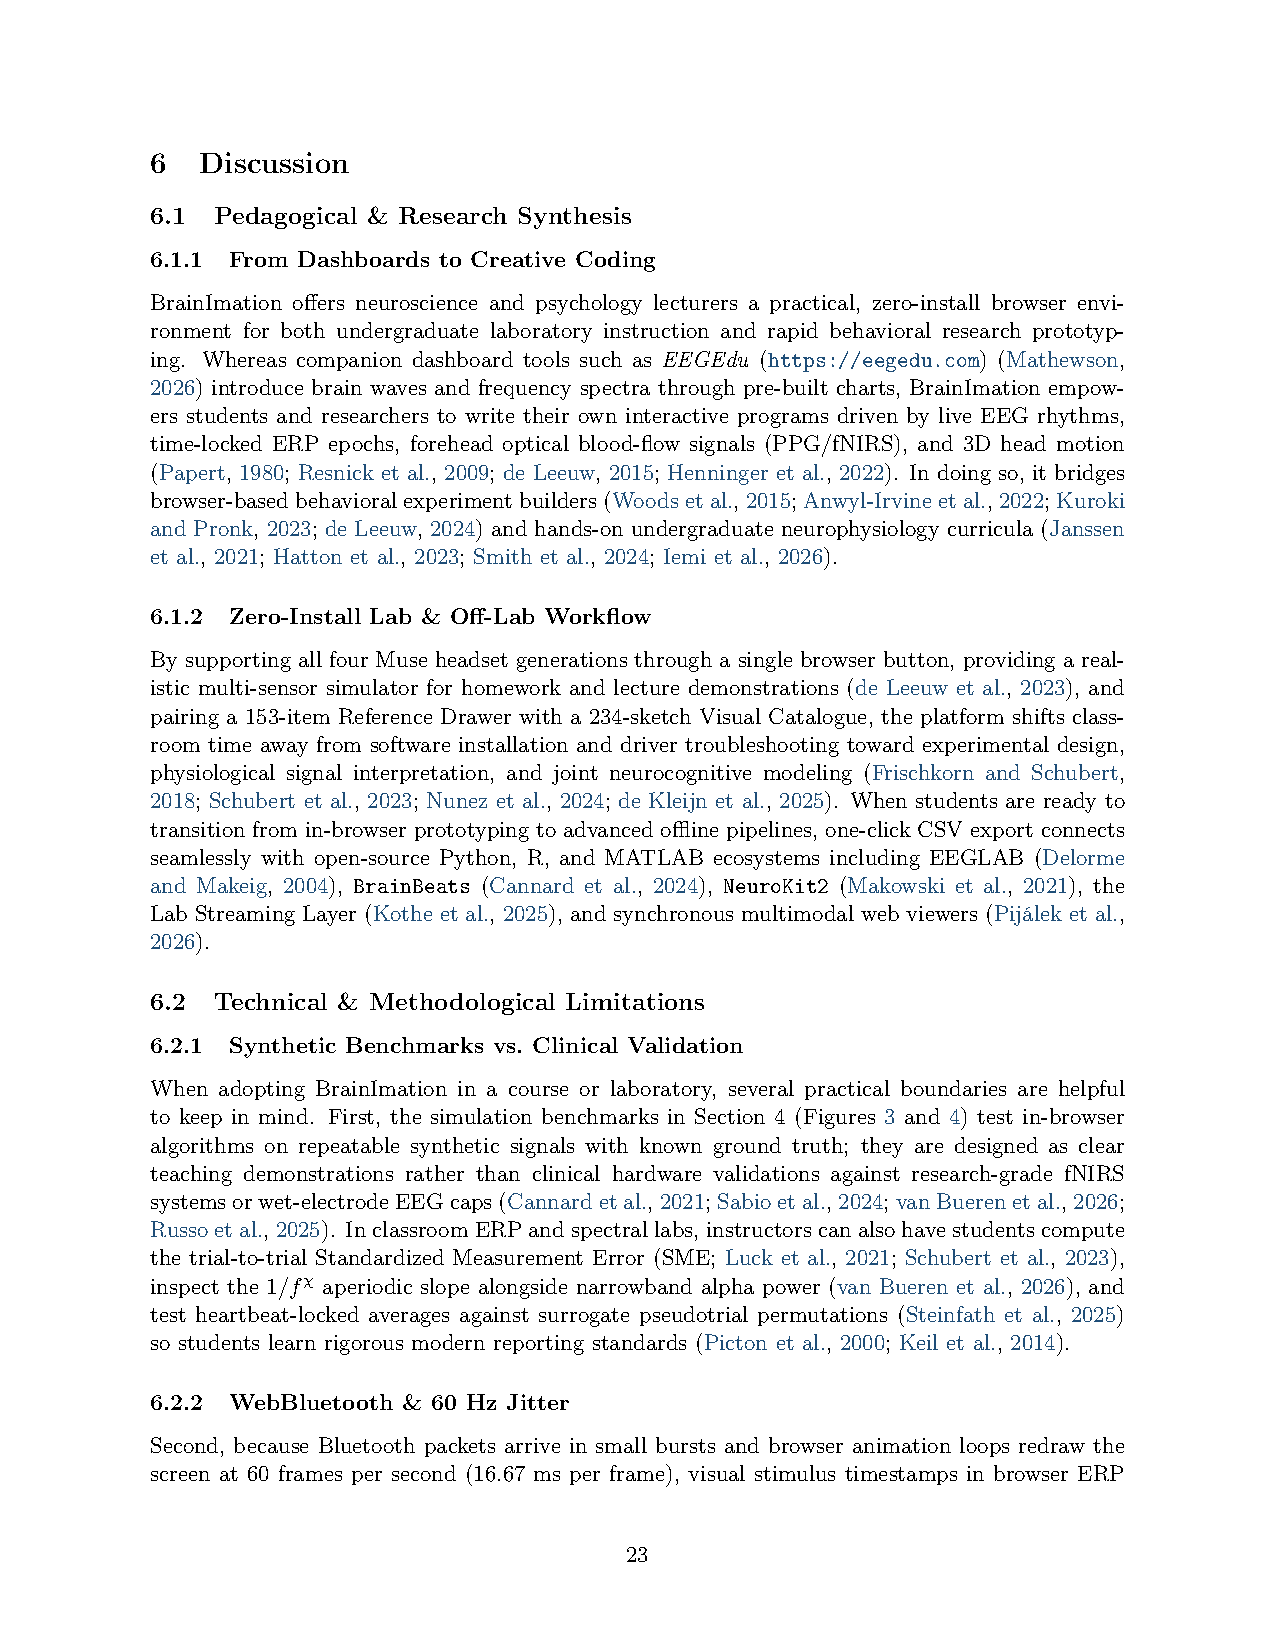 6 Discussion
6.1 Pedagogical & Research Synthesis
6.1.1 From Dashboards to Creative Coding
BrainImation offers neuroscience and psychology lecturers a practical, zero-install browser envi-
ronment for both undergraduate laboratory instruction and rapid behavioral research prototyp-
ing. Whereas companion dashboard tools such as EEGEdu (https://eegedu.com) (Mathewson,
2026) introduce brain waves and frequency spectra through pre-built charts, BrainImation empow-
ers students and researchers to write their own interactive programs driven by live EEG rhythms,
time-locked ERP epochs, forehead optical blood-flow signals (PPG/fNIRS), and 3D head motion
(Papert, 1980; Resnick et al., 2009; de Leeuw, 2015; Henninger et al., 2022). In doing so, it bridges
browser-based behavioral experiment builders (Woods et al., 2015; Anwyl-Irvine et al., 2022; Kuroki
and Pronk, 2023; de Leeuw, 2024) and hands-on undergraduate neurophysiology curricula (Janssen
et al., 2021; Hatton et al., 2023; Smith et al., 2024; Iemi et al., 2026).
6.1.2 Zero-Install Lab & Off-Lab Workflow
By supporting all four Muse headset generations through a single browser button, providing a real-
istic multi-sensor simulator for homework and lecture demonstrations (de Leeuw et al., 2023), and
pairing a 153-item Reference Drawer with a 234-sketch Visual Catalogue, the platform shifts class-
room time away from software installation and driver troubleshooting toward experimental design,
physiological signal interpretation, and joint neurocognitive modeling (Frischkorn and Schubert,
2018; Schubert et al., 2023; Nunez et al., 2024; de Kleijn et al., 2025). When students are ready to
transition from in-browser prototyping to advanced offline pipelines, one-click CSV export connects
seamlessly with open-source Python, R, and MATLAB ecosystems including EEGLAB (Delorme
and Makeig, 2004), BrainBeats (Cannard et al., 2024), NeuroKit2 (Makowski et al., 2021), the
Lab Streaming Layer (Kothe et al., 2025), and synchronous multimodal web viewers (Pijálek et al.,
2026).
6.2 Technical & Methodological Limitations
6.2.1 Synthetic Benchmarks vs. Clinical Validation
When adopting BrainImation in a course or laboratory, several practical boundaries are helpful
to keep in mind. First, the simulation benchmarks in Section 4 (Figures 3 and 4) test in-browser
algorithms on repeatable synthetic signals with known ground truth; they are designed as clear
teaching demonstrations rather than clinical hardware validations against research-grade fNIRS
systems or wet-electrode EEG caps (Cannard et al., 2021; Sabio et al., 2024; van Bueren et al., 2026;
Russo et al., 2025). In classroom ERP and spectral labs, instructors can also have students compute
the trial-to-trial Standardized Measurement Error (SME; Luck et al., 2021; Schubert et al., 2023),
inspect the 1/f^χ aperiodic slope alongside narrowband alpha power (van Bueren et al., 2026), and
test heartbeat-locked averages against surrogate pseudotrial permutations (Steinfath et al., 2025)
so students learn rigorous modern reporting standards (Picton et al., 2000; Keil et al., 2014).
6.2.2 WebBluetooth & 60 Hz Jitter
Second, because Bluetooth packets arrive in small bursts and browser animation loops redraw the
screen at 60 frames per second (16.67 ms per frame), visual stimulus timestamps in browser ERP
23